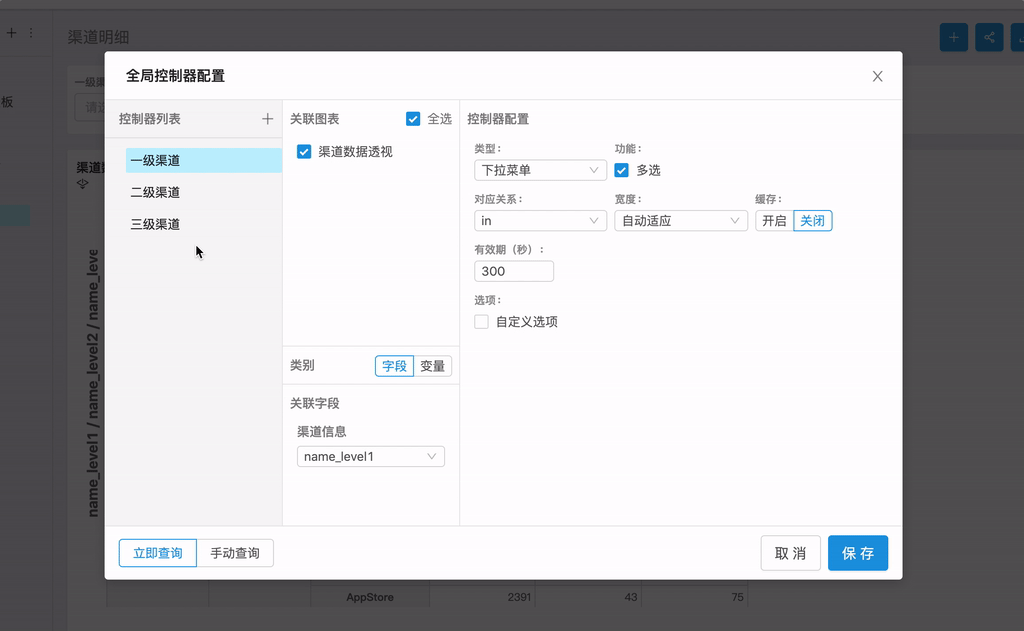 渠道明细
板
一级渠
请
渠道数
全局控制器配置
控制器列表
一级渠道
二级渠道
三级渠道
关联图表
全选
渠道数据透视
类别
字段
变量
关联字段
渠道信息
name_level1
控制器配置
类型：
功能：
下拉菜单
多选
对应关系：
宽度：
缓存：
in
自动适应
开启
关闭
有效期（秒）：
300
选项：
自定义选项
name_level1 / name_level2 / name_leve
立即查询
手动查询
取 消
保 存
AppStore 2391 43 75